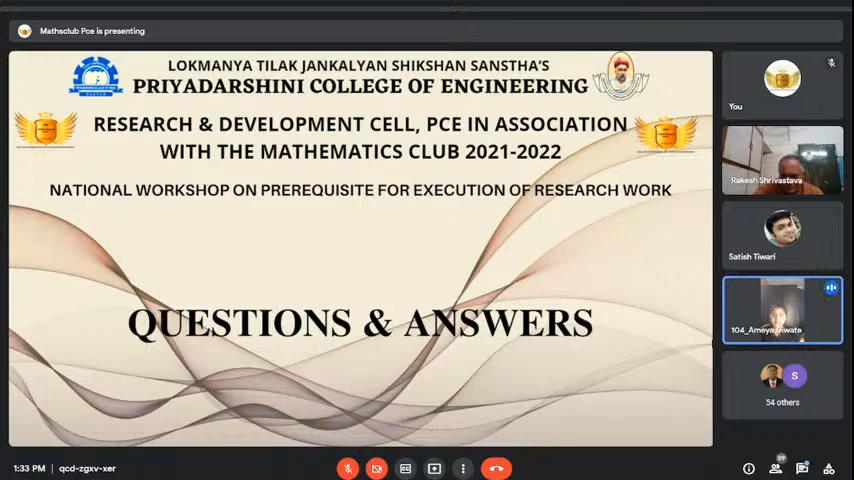 Mathsclub Pce is presenting
LOKMANYA TILAK JANKALYAN SHIKSHAN SANSTHA'S
PRIYADARSHINI COLLEGE OF ENGINEERING
RESEARCH & DEVELOPMENT CELL, PCE IN ASSOCIATION
WITH THE MATHEMATICS CLUB 2021-2022
NATIONAL WORKSHOP ON PREREQUISITE FOR EXECUTION OF RESEARCH WORK
QUESTIONS & ANSWERS
You
Rakesh Shrivastava
Satish Tiwari
104_Ameya
S
54 others
1:33 PM | qcd-zgxv-xer
59